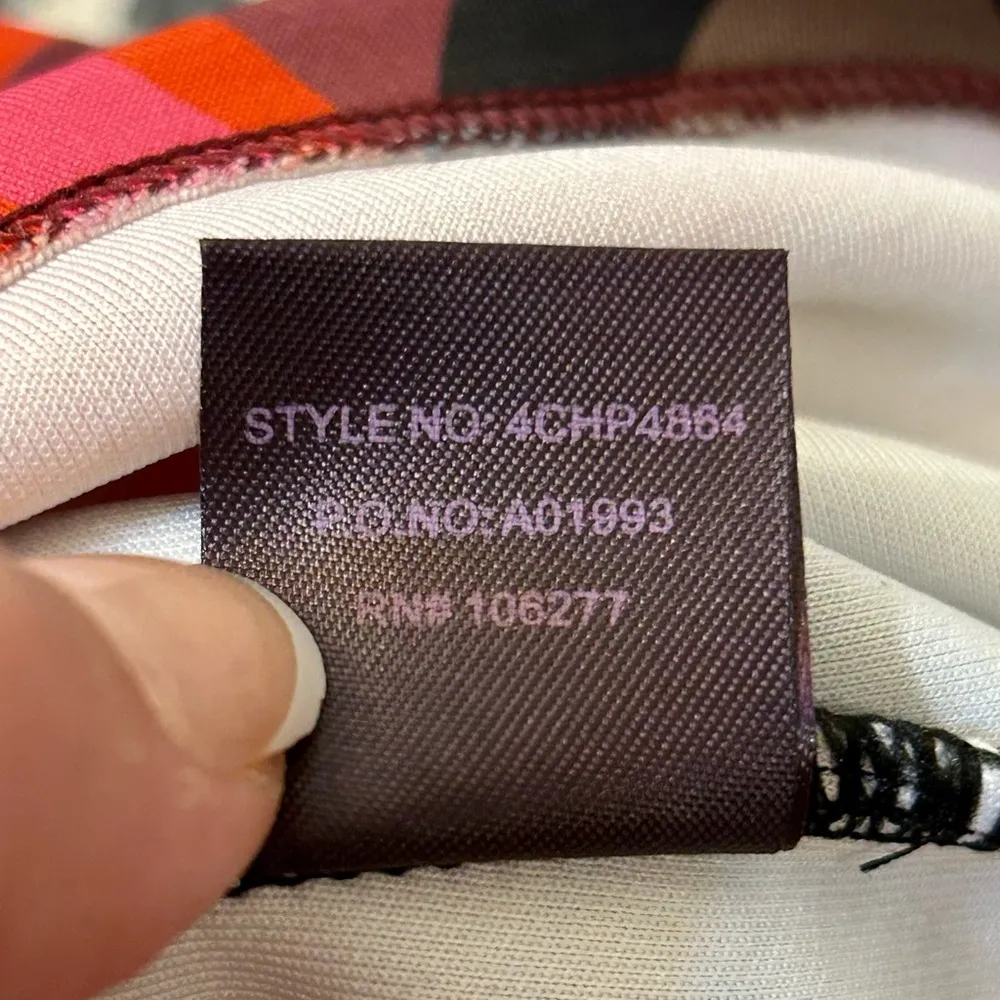 STYLE NO: 4CHP4864
P.O.NO: A01993
RN# 106277